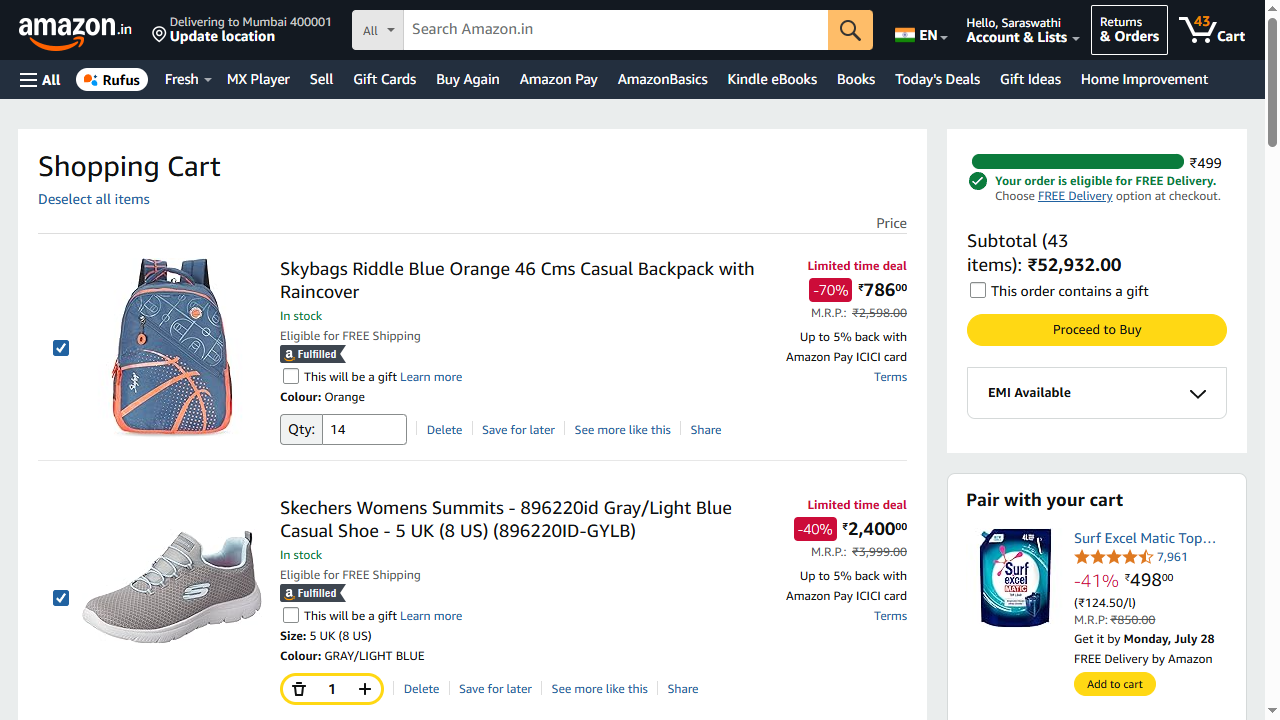 amazon.in
Delivering to Mumbai 400001
Update location
All
Search Amazon.in
EN
Hello, Saraswathi
Account & Lists
Returns
& Orders
43
Cart
All
Rufus
Fresh
MX Player
Sell
Gift Cards
Buy Again
Amazon Pay
AmazonBasics
Kindle eBooks
Books
Today's Deals
Gift Ideas
Home Improvement
Shopping Cart
Deselect all items
Price
Skybags Riddle Blue Orange 46 Cms Casual Backpack with
Raincover
In stock
Eligible for FREE Shipping
a Fulfilled
This will be a gift Learn more
Colour: Orange
Qty: 14
Delete
Save for later
See more like this
Share
Limited time deal
-70% ₹78600
M.R.P.: ₹2,598.00
Up to 5% back with
Amazon Pay ICICI card
Terms
Skechers Womens Summits - 896220id Gray/Light Blue
Casual Shoe - 5 UK (8 US) (896220ID-GYLB)
In stock
Eligible for FREE Shipping
a Fulfilled
This will be a gift Learn more
Size: 5 UK (8 US)
Colour: GRAY/LIGHT BLUE
1
Delete
Save for later
See more like this
Share
Limited time deal
-40% ₹2,40000
M.R.P.: ₹3,999.00
Up to 5% back with
Amazon Pay ICICI card
Terms
₹499
Your order is eligible for FREE Delivery.
Choose FREE Delivery option at checkout.
Subtotal (43
items): ₹52,932.00
This order contains a gift
Proceed to Buy
EMI Available
Pair with your cart
Surf
excel
MATIC
Surf Excel Matic Top…
7,961
-41% ₹49800
(₹124.50/l)
M.R.P: ₹850.00
Get it by Monday, July 28
FREE Delivery by Amazon
Add to cart